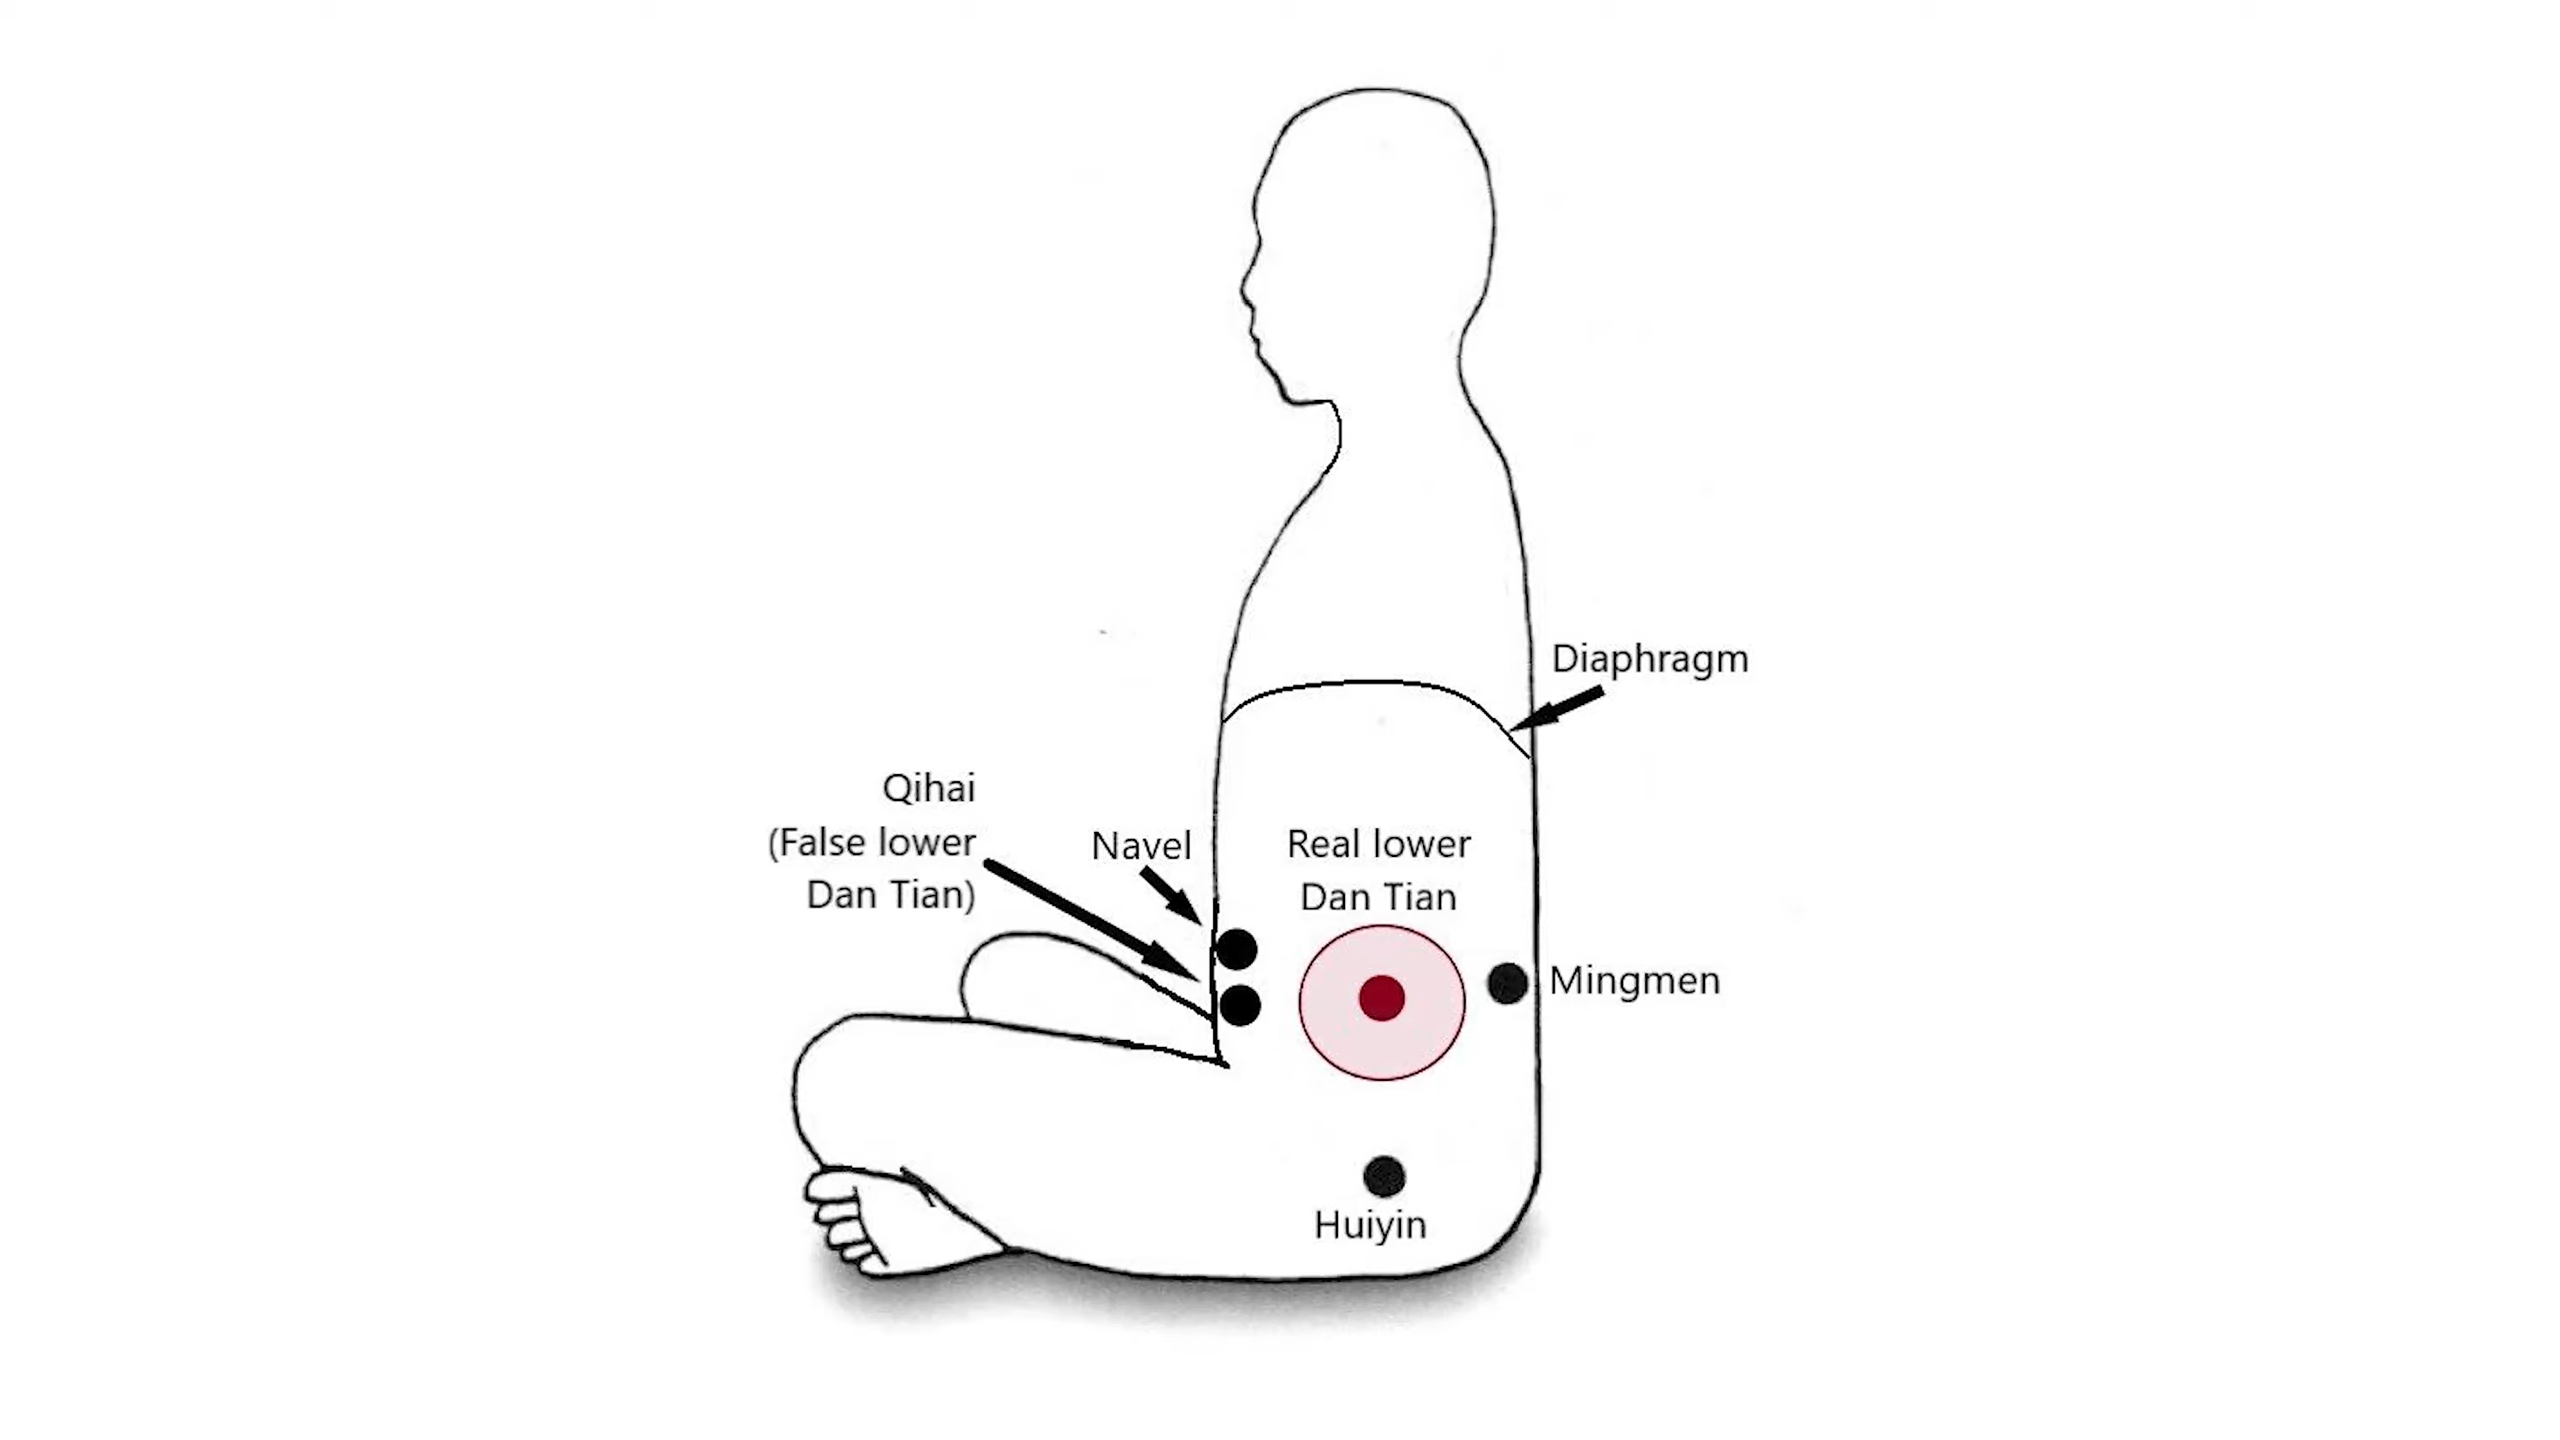 Diaphragm
Qihai
(False lower
Dan Tian)
Navel
Real lower
Dan Tian
Mingmen
Huiyin